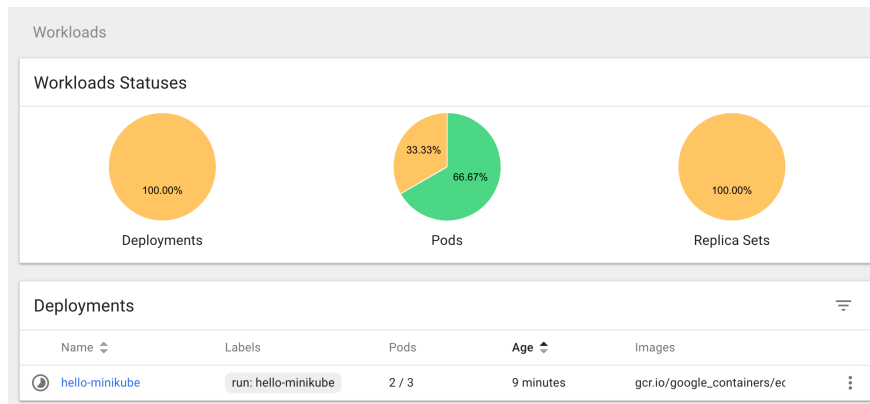 Workloads
Workloads Statuses
33.33%
66.67%
100.00%
100.00%
Deployments
Pods
Replica Sets
Deployments
Name Labels Pods Age Images
hello-minikube run: hello-minikube 2 / 3 9 minutes gcr.io/google_containers/ec